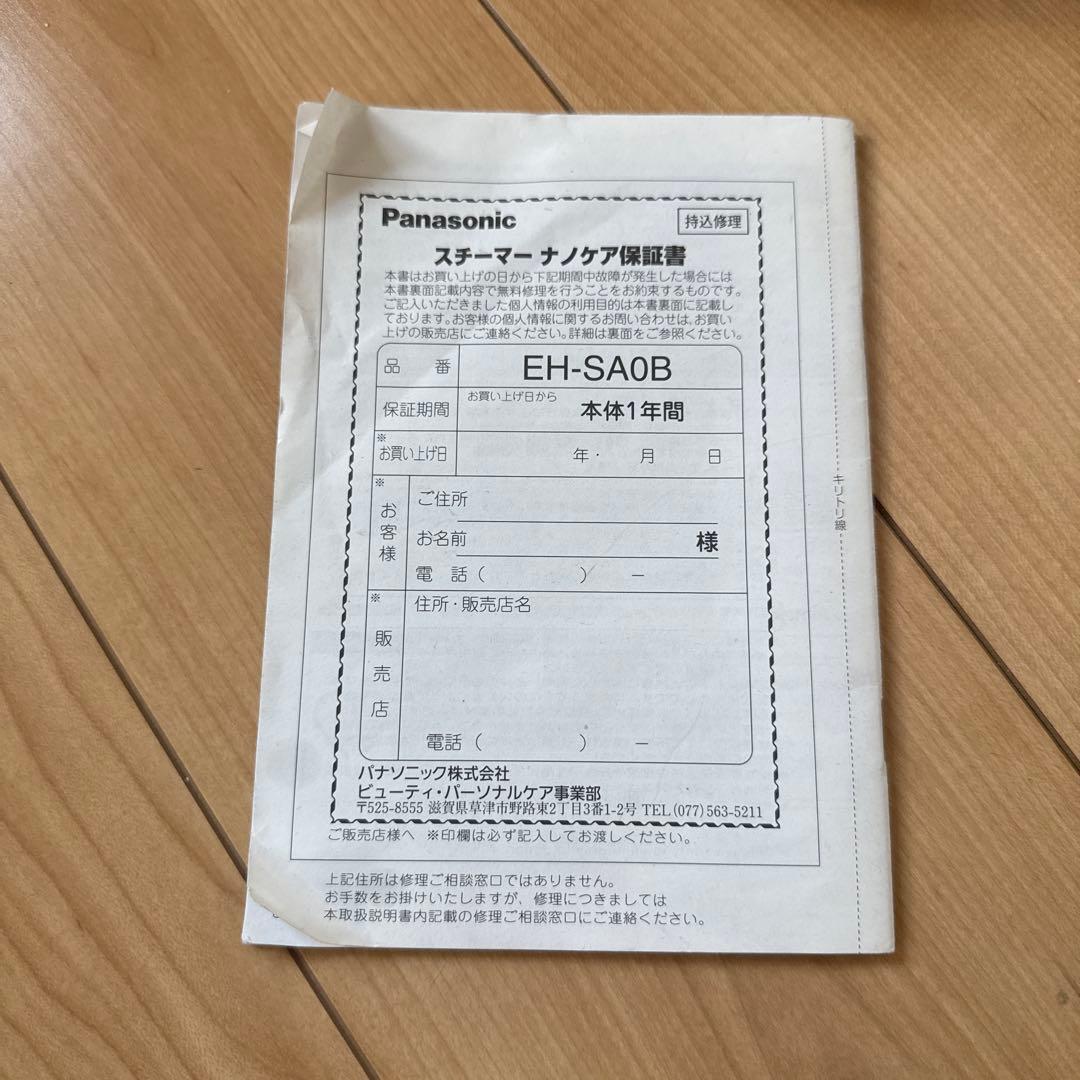 Panasonic
持込修理
スチーマー ナノケア保証書
本書はお買い上げの日から下記期間中故障が発生した場合には
本書裏面記載内容で無料修理を行うことをお約束するものです。
ご記入いただきました個人情報の利用目的は本書裏面に記載し
ております。お客様の個人情報に関するお問い合わせは、お買い
上げの販売店にご連絡ください。詳細は裏面をご参照ください。
品番 EH-SA0B
保証期間 お買い上げ日から 本体1年間
※お買い上げ日 年・ 月 日
※お客様
ご住所
お名前 様
電話( ) ー
※販売店
住所・販売店名
電話( ) ー
パナソニック株式会社
ビューティ・パーソナルケア事業部
〒525-8555 滋賀県草津市野路東2丁目3番1-2号 TEL(077)563-5211
ご販売店様へ ※印欄は必ず記入してお渡しください。
上記住所は修理ご相談窓口ではありません。
お手数をお掛けいたしますが、修理につきましては
本取扱説明書内記載の修理ご相談窓口にご連絡ください。
キリトリ線